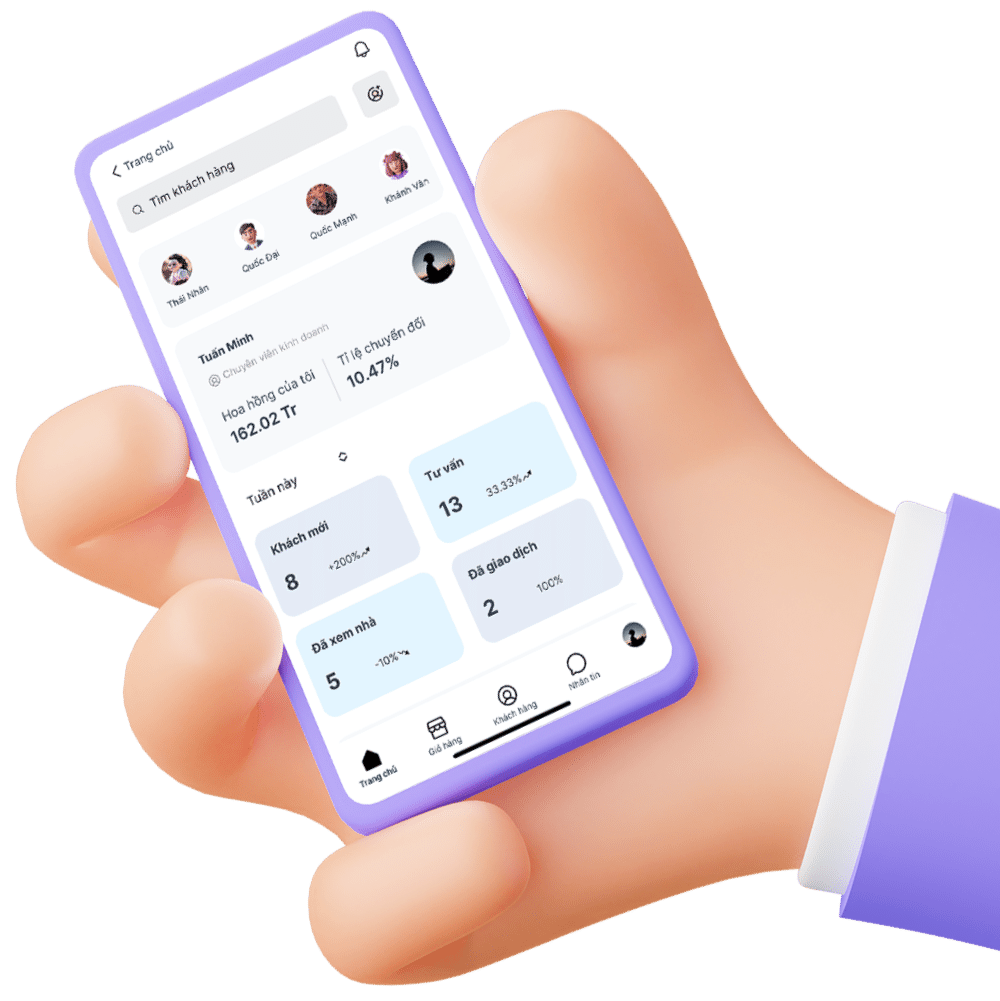 Trang chủ
Tìm khách hàng
Thái Nhân
Quốc Đại
Quốc Mạnh
Khánh Vân
Tuấn Minh
Chuyên viên kinh doanh
Hoa hồng của tôi
162.02 Tr
Tỉ lệ chuyển đổi
10.47%
Tuần này
Khách mới
8
+200%
Tư vấn
13
33.33%
Đã xem nhà
5
-10%
Đã giao dịch
2
100%
Trang chủ
Giỏ hàng
Khách hàng
Nhắn tin